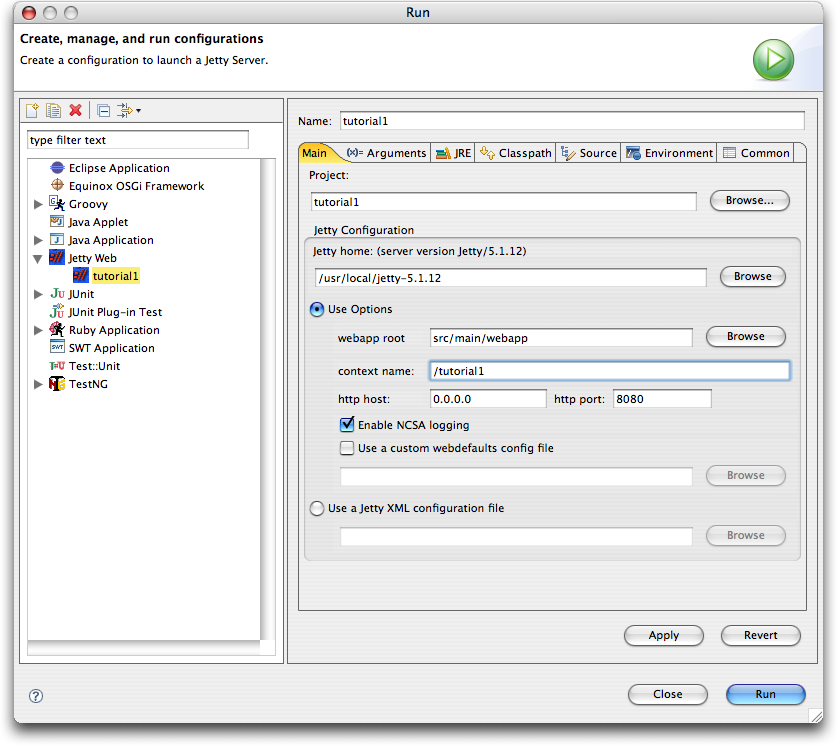 Run
Create, manage, and run configurations
Create a configuration to launch a Jetty Server.
type filter text
Eclipse Application
Equinox OSGi Framework
Groovy
Java Applet
Java Application
Jetty Web
tutorial1
JUnit
JUnit Plug-in Test
Ruby Application
SWT Application
Test::Unit
TestNG
Name: tutorial1
Main (x)= Arguments JRE Classpath Source Environment Common
Project:
tutorial1 Browse...
Jetty Configuration
Jetty home: (server version Jetty/5.1.12)
/usr/local/jetty-5.1.12 Browse
Use Options
webapp root src/main/webapp Browse
context name: /tutorial1
http host: 0.0.0.0 http port: 8080
Enable NCSA logging
Use a custom webdefaults config file
Browse
Use a Jetty XML configuration file
Browse
Apply Revert
? Close Run